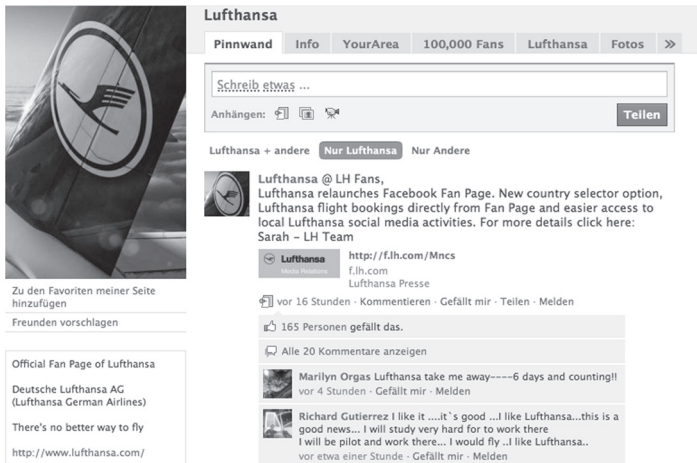 Lufthansa
Pinnwand Info YourArea 100,000 Fans Lufthansa Fotos »
Schreib etwas ...
Anhängen:
Teilen
Lufthansa + andere Nur Lufthansa Nur Andere
Lufthansa @ LH Fans,
Lufthansa relaunches Facebook Fan Page. New country selector option,
Lufthansa flight bookings directly from Fan Page and easier access to
local Lufthansa social media activities. For more details click here:
Sarah - LH Team
Lufthansa
Media Relations
http://f.lh.com/Mncs
f.lh.com
Lufthansa Presse
vor 16 Stunden · Kommentieren · Gefällt mir · Teilen · Melden
165 Personen gefällt das.
Alle 20 Kommentare anzeigen
Marilyn Orgas Lufthansa take me away----6 days and counting!!
vor 4 Stunden · Gefällt mir · Melden
Richard Gutierrez I like it ....it`s good ...I like Lufthansa...this is a
good news... I will study very hard for to work there
I will be pilot and work there... I would fly ..I like Lufthansa..
vor etwa einer Stunde · Gefällt mir · Melden
Zu den Favoriten meiner Seite
hinzufügen
Freunden vorschlagen
Official Fan Page of Lufthansa
Deutsche Lufthansa AG
(Lufthansa German Airlines)
There's no better way to fly
http://www.lufthansa.com/